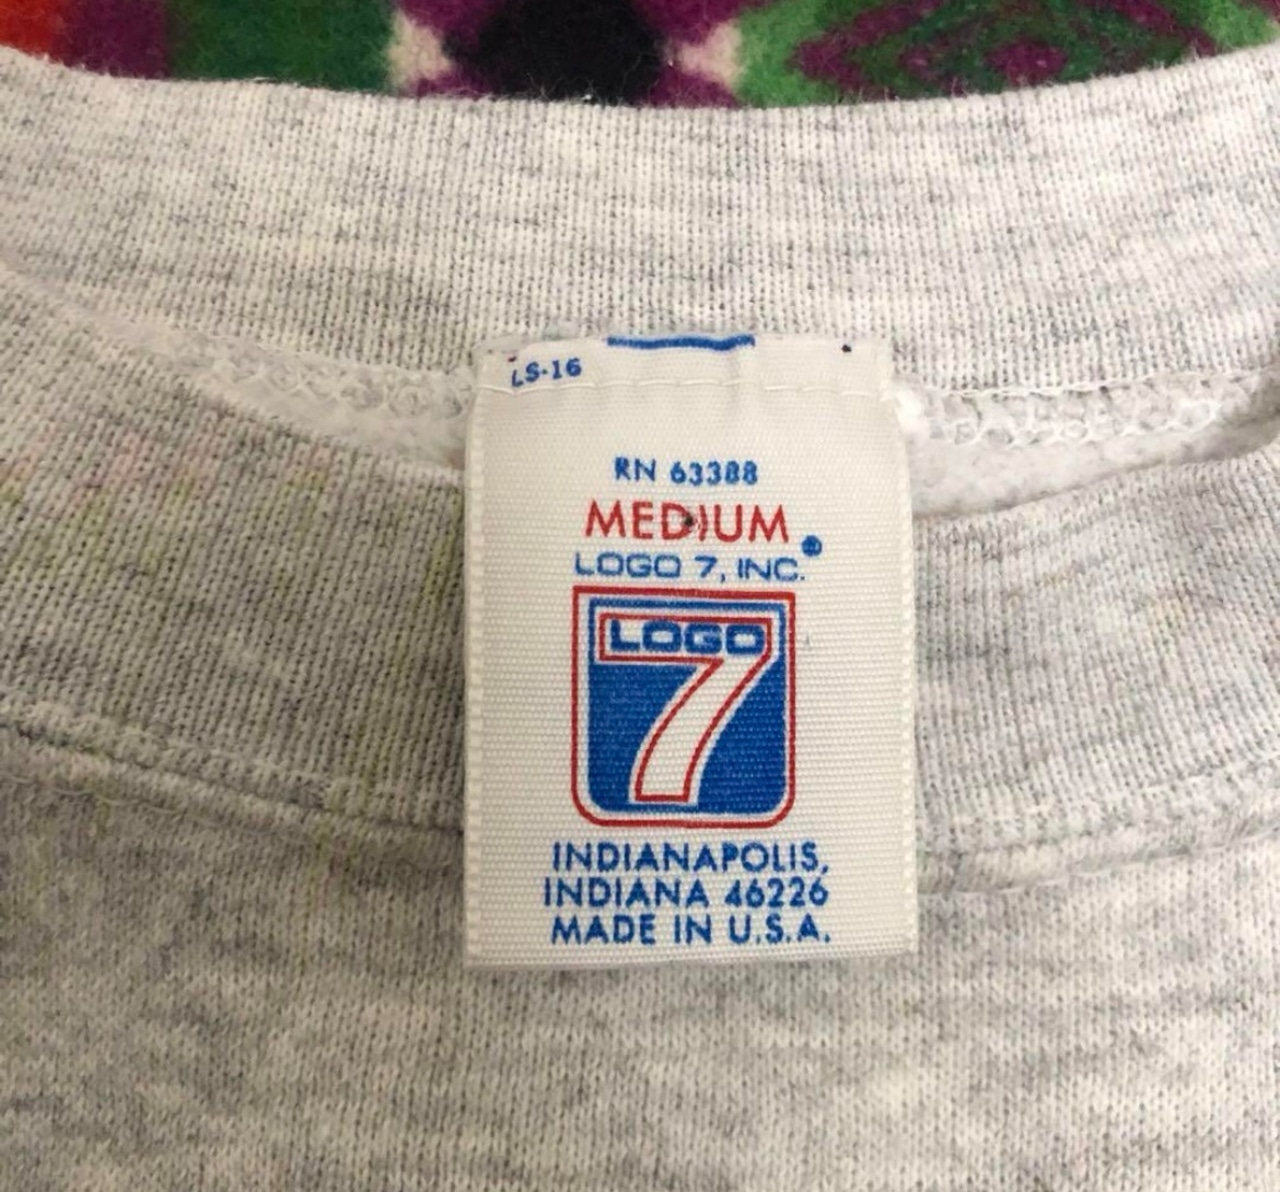 LS-16
RN 63388
MEDIUM
LOGO 7, INC.
LOGO
7
INDIANAPOLIS,
INDIANA 46226
MADE IN U.S.A.